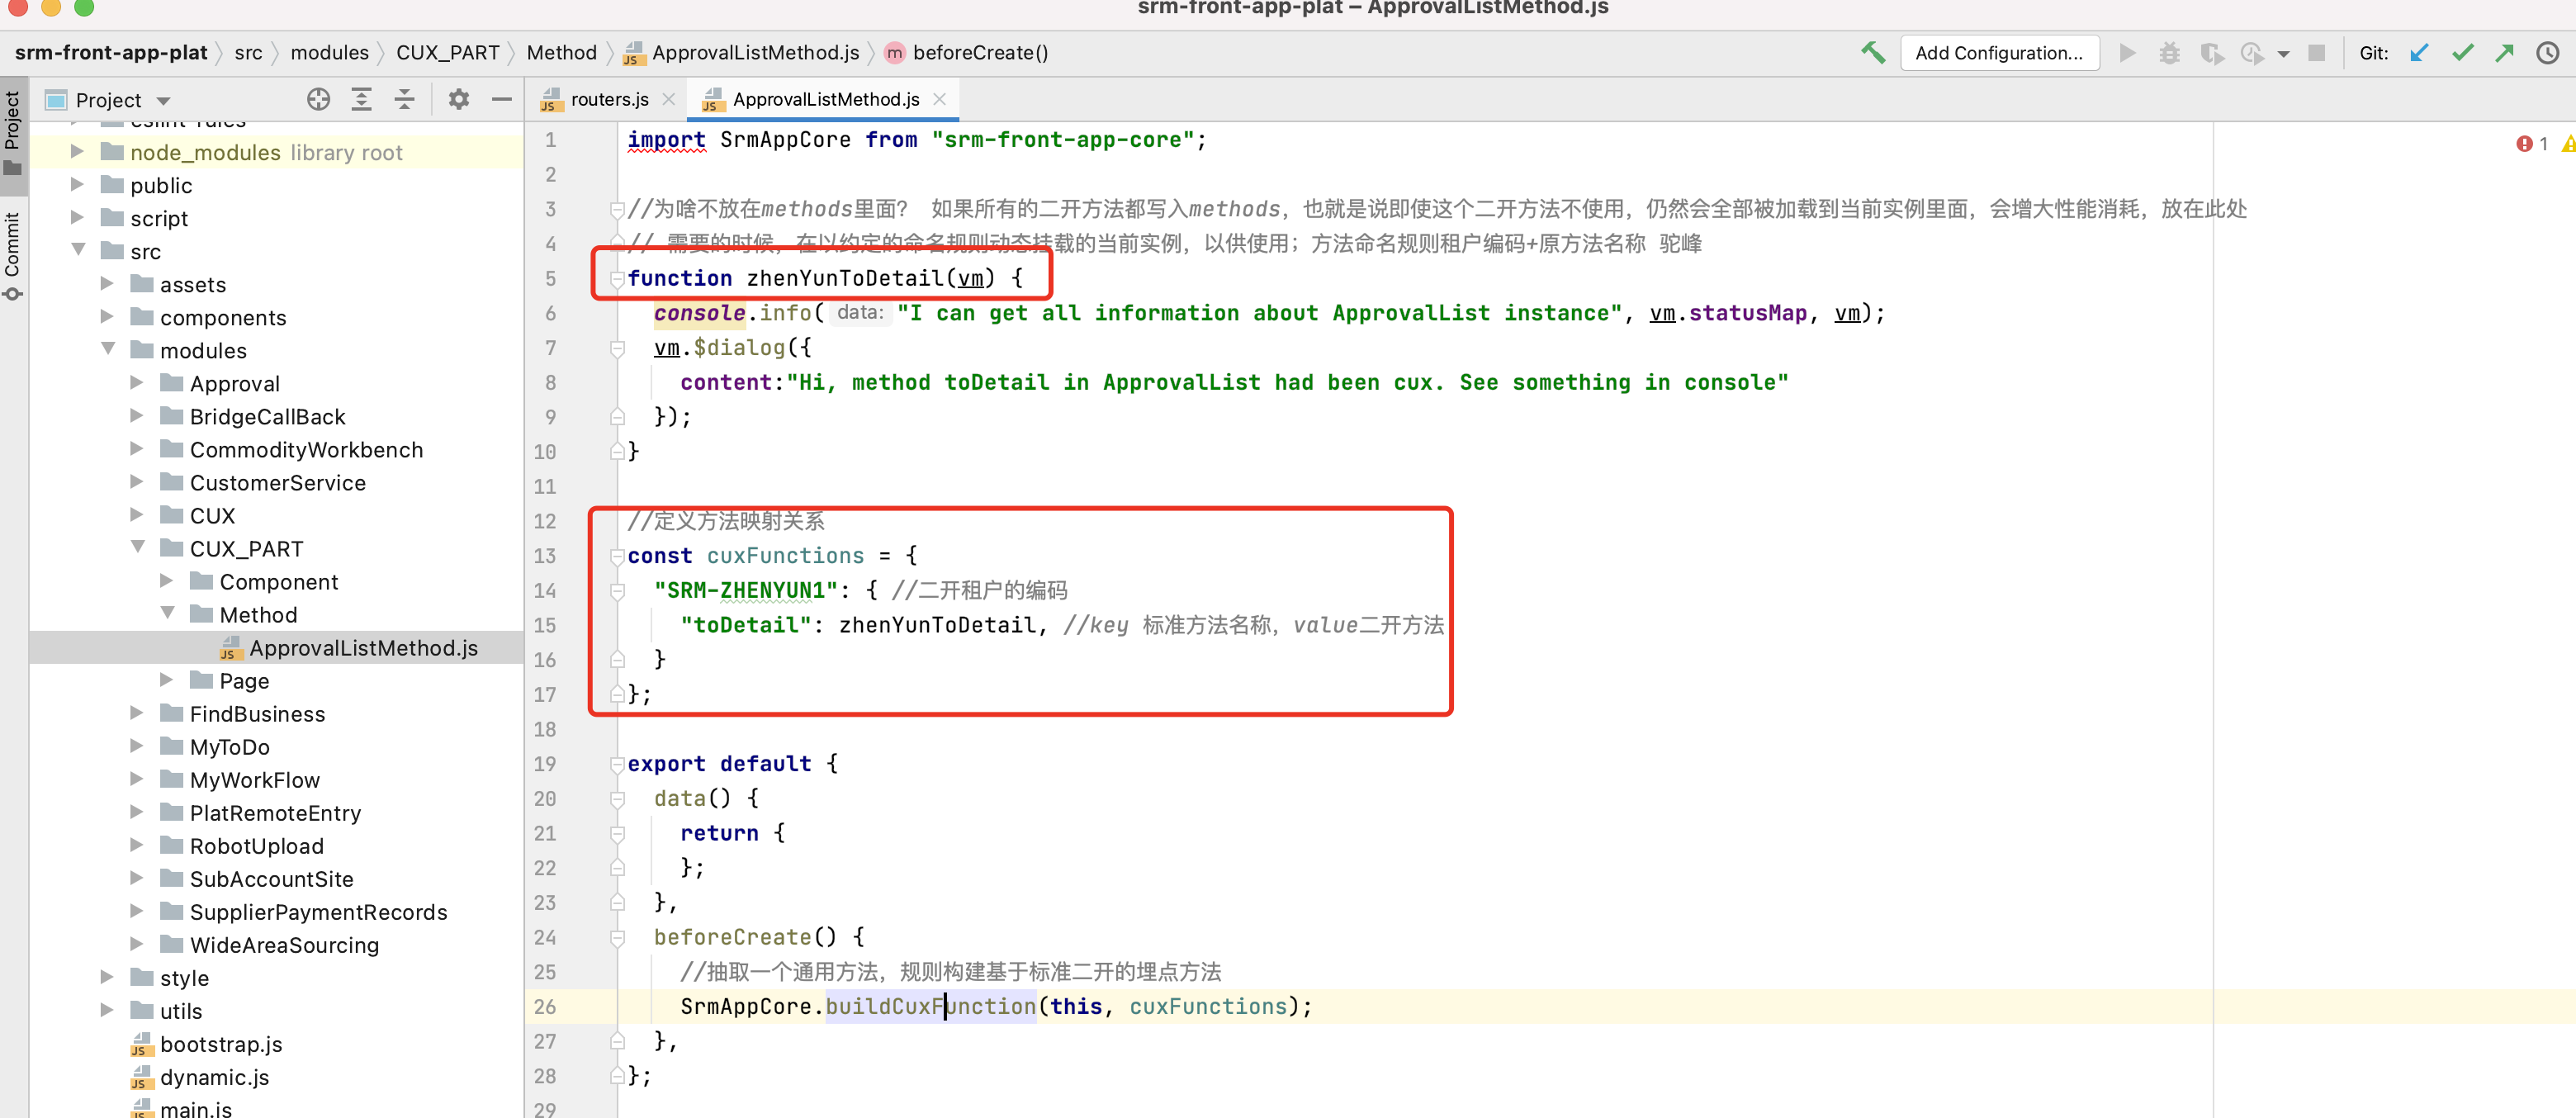 srm-front-app-plat – ApprovalListMethod.js
srm-front-app-plat src modules CUX_PART Method ApprovalListMethod.js beforeCreate()
Add Configuration...
Git:
Project
Commit
Project
eslint-rules
node_modules library root
public
script
src
assets
components
modules
Approval
BridgeCallBack
CommodityWorkbench
CustomerService
CUX
CUX_PART
Component
Method
ApprovalListMethod.js
Page
FindBusiness
MyToDo
MyWorkFlow
PlatRemoteEntry
RobotUpload
SubAccountSite
SupplierPaymentRecords
WideAreaSourcing
style
utils
bootstrap.js
dynamic.js
main.js
routers.js ApprovalListMethod.js
1
1 import SrmAppCore from "srm-front-app-core";
2
3 //为啥不放在methods里面？ 如果所有的二开方法都写入methods，也就是说即使这个二开方法不使用，仍然会全部被加载到当前实例里面，会增大性能消耗，放在此处
4 // 需要的时候，在以约定的命名规则动态挂载的当前实例，以供使用；方法命名规则租户编码+原方法名称 驼峰
5 function zhenYunToDetail(vm) {
6 console.info( data: "I can get all information about ApprovalList instance", vm.statusMap, vm);
7 vm.$dialog({
8 content:"Hi, method toDetail in ApprovalList had been cux. See something in console"
9 });
10 }
11
12 //定义方法映射关系
13 const cuxFunctions = {
14 "SRM-ZHENYUN1": { //二开租户的编码
15 "toDetail": zhenYunToDetail, //key 标准方法名称，value二开方法
16 }
17 };
18
19 export default {
20 data() {
21 return {
22 };
23 },
24 beforeCreate() {
25 //抽取一个通用方法，规则构建基于标准二开的埋点方法
26 SrmAppCore.buildCuxFunction(this, cuxFunctions);
27 },
28 };
29